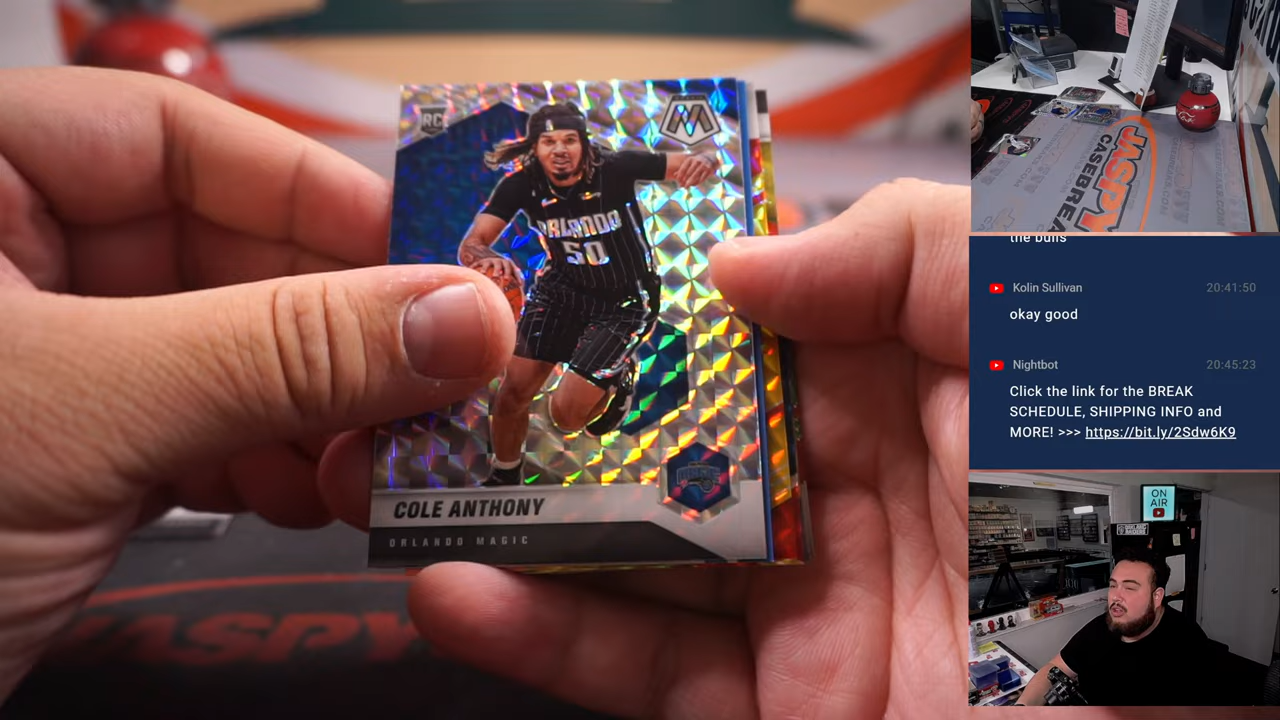 RC
M
ORLANDO
50
MAGIC
COLE ANTHONY
ORLANDO MAGIC
JASPY
JASPY
CASEBREA
the bulls
Kolin Sullivan
20:41:50
okay good
Nightbot
20:45:23
Click the link for the BREAK
SCHEDULE, SHIPPING INFO and
MORE! >>> https://bit.ly/2Sdw6K9
ON
AIR